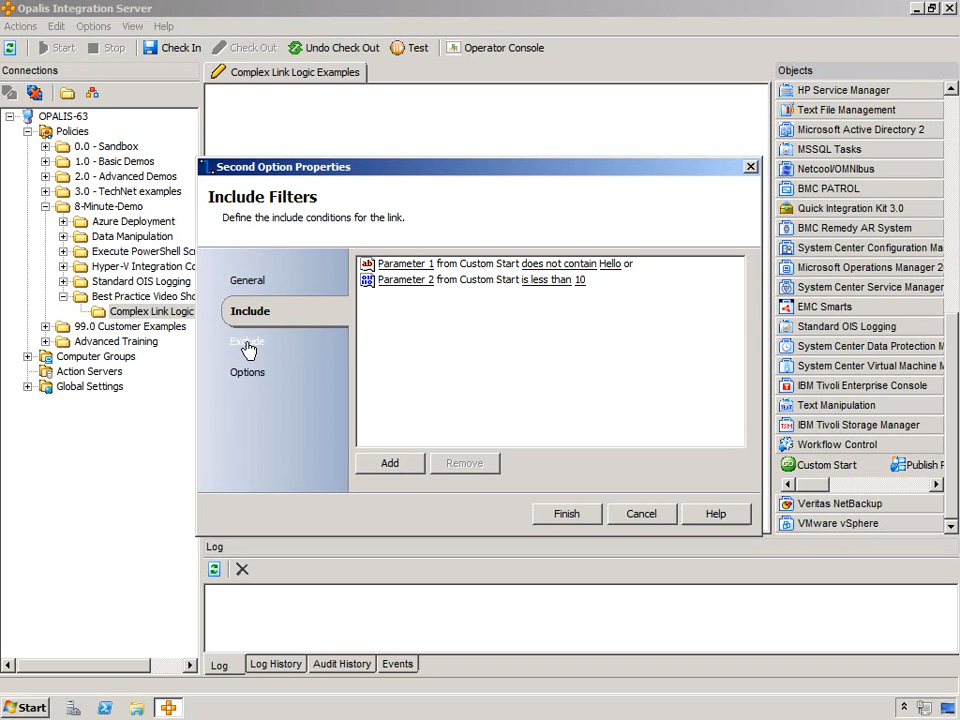 Opalis Integration Server
Actions Edit Options View Help
Start Stop Check In Check Out Undo Check Out Test Operator Console
Connections
OPALIS-63
Policies
0.0 - Sandbox
1.0 - Basic Demos
2.0 - Advanced Demos
3.0 - TechNet examples
8-Minute-Demo
Azure Deployment
Data Manipulation
Execute PowerShell Scr
Hyper-V Integration Co
Standard OIS Logging
Best Practice Video Sho
Complex Link Logic
99.0 Customer Examples
Advanced Training
Computer Groups
Action Servers
Global Settings
Complex Link Logic Examples
Second Option Properties
Include Filters
Define the include conditions for the link.
General
Include
Exclude
Options
Parameter 1 from Custom Start does not contain Hello or
Parameter 2 from Custom Start is less than 10
Add Remove
Finish Cancel Help
Objects
HP Service Manager
Text File Management
Microsoft Active Directory 2
MSSQL Tasks
Netcool/OMNIbus
BMC PATROL
Quick Integration Kit 3.0
BMC Remedy AR System
System Center Configuration Ma
Microsoft Operations Manager 2
System Center Service Manager
EMC Smarts
Standard OIS Logging
System Center Data Protection M
System Center Virtual Machine M
IBM Tivoli Enterprise Console
Text Manipulation
IBM Tivoli Storage Manager
Workflow Control
Custom Start Publish P
Veritas NetBackup
VMware vSphere
Log
Log Log History Audit History Events
Start